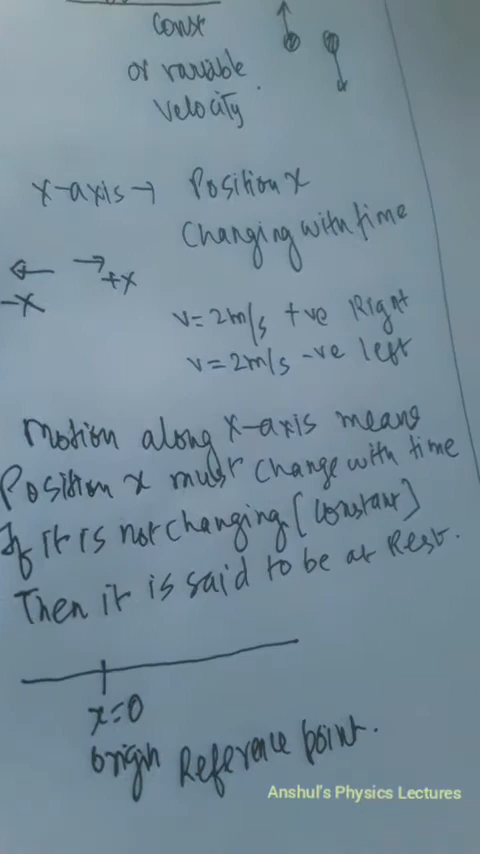 Const
or variable
velocity
x-axis → Position x
Changing with time
← → +x
-x
v=2m/s +ve Right
v=2m/s -ve left
Motion along x-axis means
Position x must change with time
If it is not changing (constant)
Then it is said to be at Rest.
x=0
origin Reference point.
Anshul's Physics Lectures